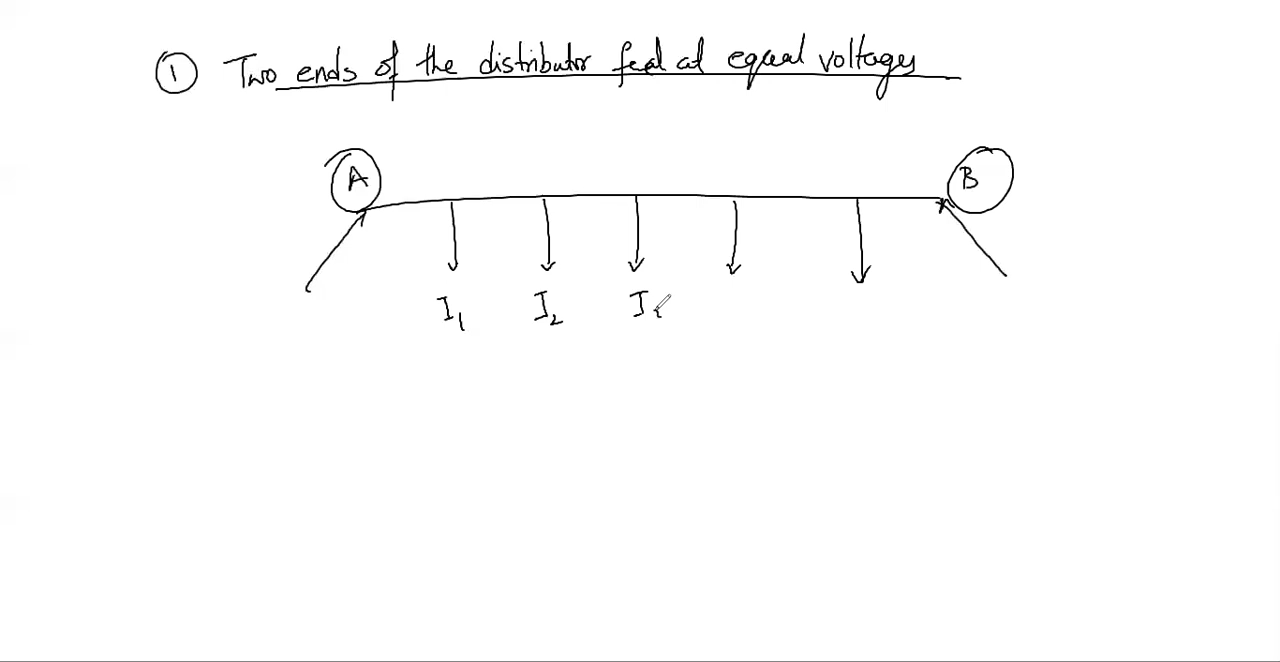 ① Two ends of the distributor fed at equal voltages
A B
I₁ I₂ I